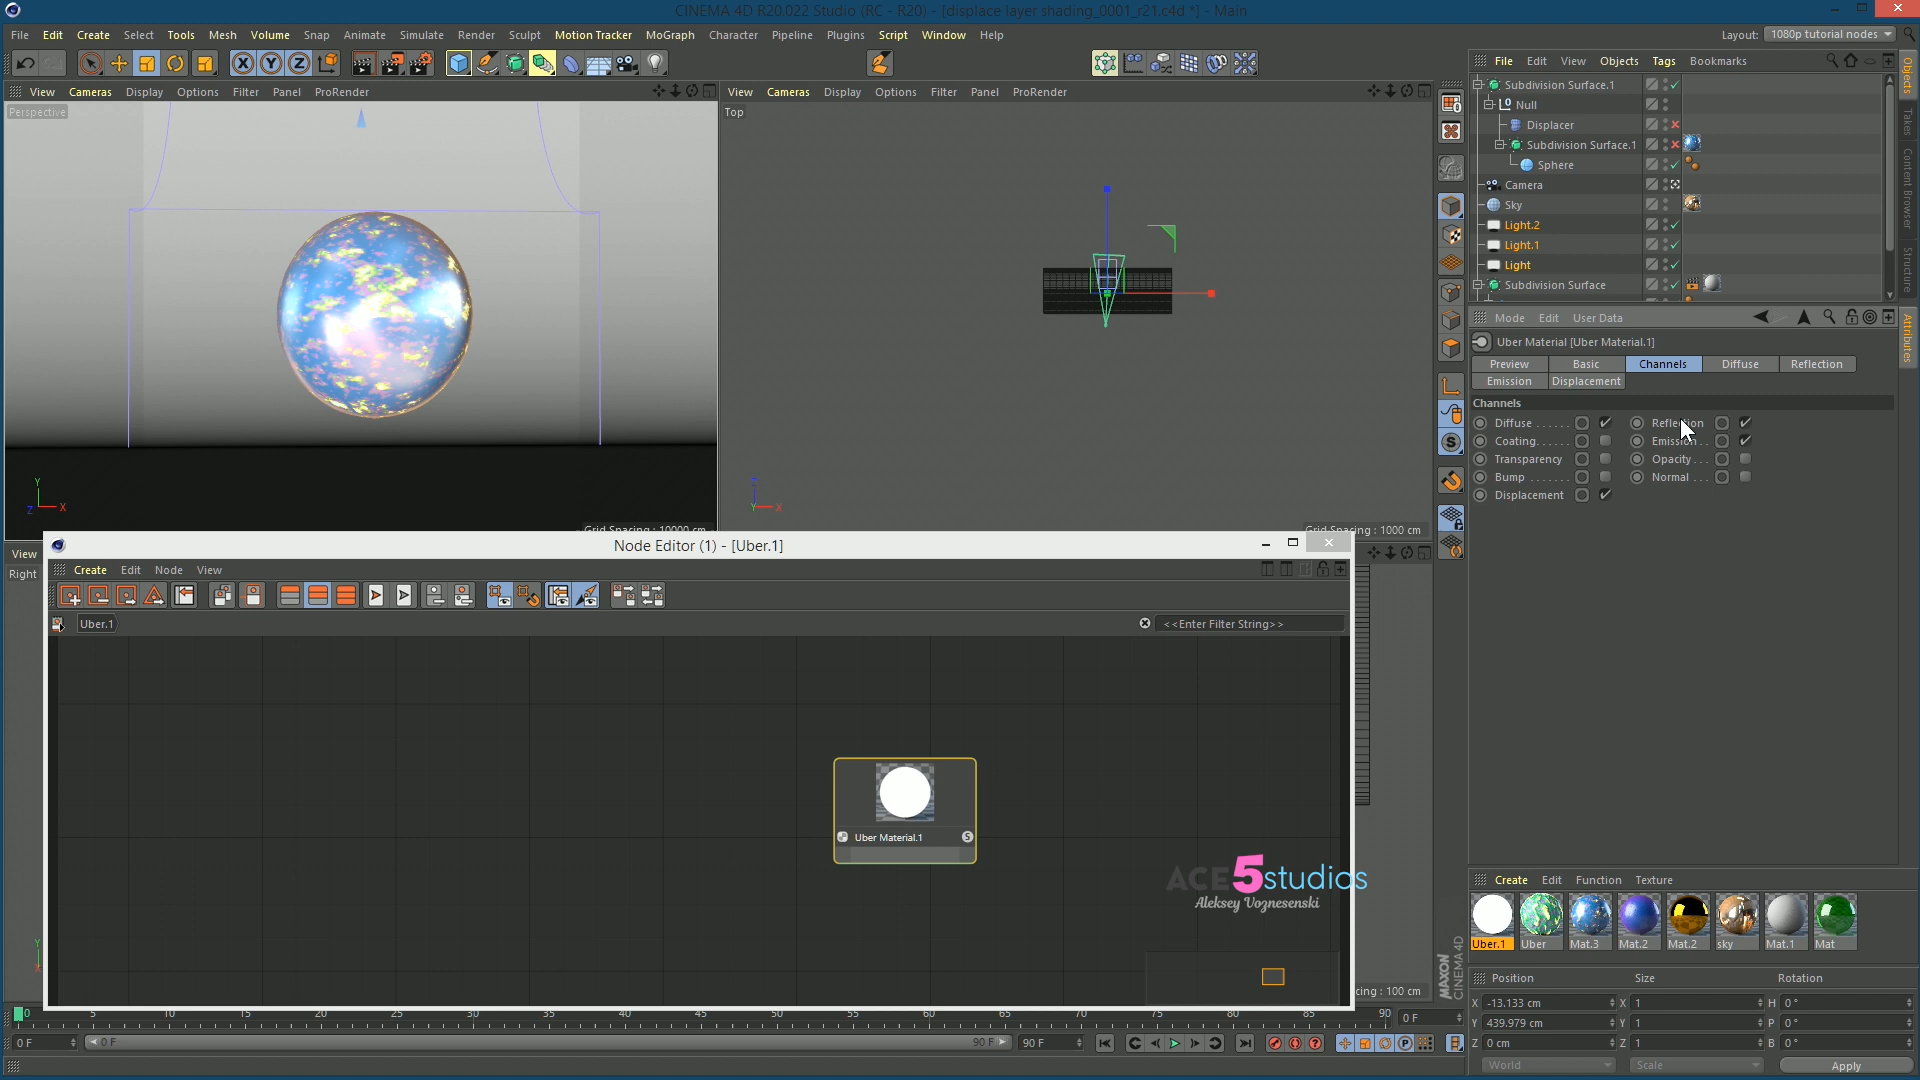 CINEMA 4D R20.022 Studio (RC - R20) - [displace layer shading_0001_r21.c4d *] - Main
File Edit Create Select Tools Mesh Volume Snap Animate Simulate Render Sculpt Motion Tracker MoGraph Character Pipeline Plugins Script Window Help
Layout: 1080p tutorial nodes
View Cameras Display Options Filter Panel ProRender
Perspective
View Cameras Display Options Filter Panel ProRender
Top
Grid Spacing : 10000 cm
Grid Spacing : 1000 cm
File Edit View Objects Tags Bookmarks
Subdivision Surface.1
Null
Displacer
Subdivision Surface.1
Sphere
Camera
Sky
Light.2
Light.1
Light
Subdivision Surface
Objects
Takes
Content Browser
Structure
Attributes
Mode Edit User Data
Uber Material [Uber Material.1]
Preview Basic Channels Diffuse Reflection
Emission Displacement
Channels
Diffuse Reflection
Coating Emission
Transparency Opacity
Bump Normal
Displacement
View
Right
Node Editor (1) - [Uber.1]
Create Edit Node View
Uber.1
<<Enter Filter String>>
Uber Material.1
ACE5studios
Aleksey Voznesenski
cing : 100 cm
MAXON
CINEMA 4D
Create Edit Function Texture
Uber.1 Uber Mat.3 Mat.2 Mat.2 sky Mat.1 Mat
Position Size Rotation
X -13.133 cm X 1 H 0 °
Y 439.979 cm Y 1 P 0 °
Z 0 cm Z 1 B 0 °
World Scale Apply
0 5 10 15 20 25 30 35 40 45 50 55 60 65 70 75 80 85 90
0 F
0 F 0 F 90 F 90 F